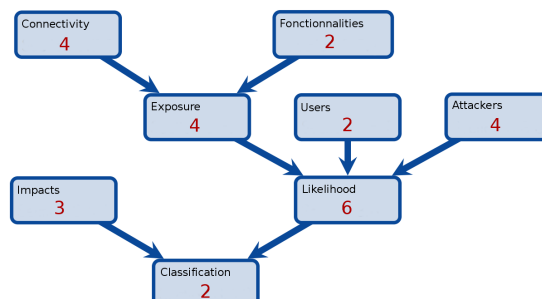 Connectivity
4
Fonctionnalities
2
Exposure
4
Users
2
Attackers
4
Impacts
3
Likelihood
6
Classification
2